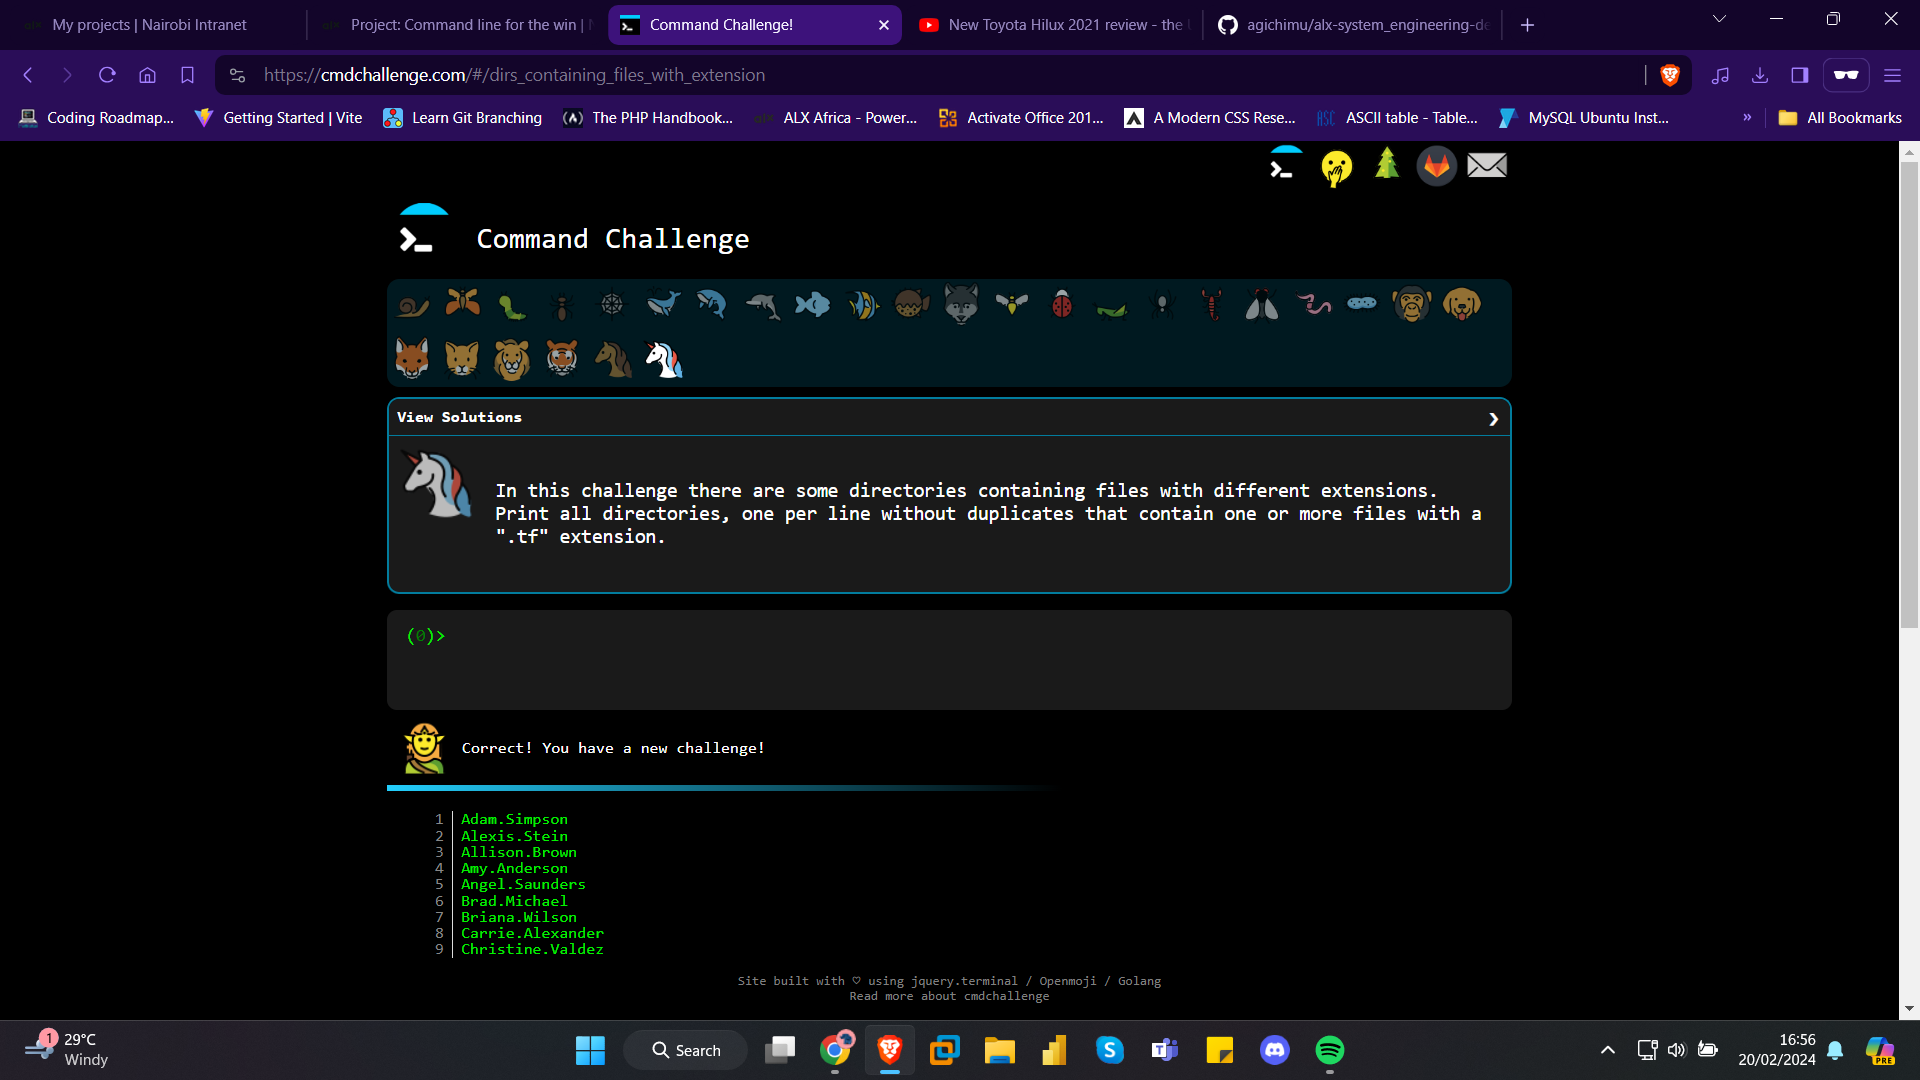 My projects | Nairobi Intranet
Project: Command line for the win |
Command Challenge!
New Toyota Hilux 2021 review - the
agichimu/alx-system_engineering-de
https://cmdchallenge.com/#/dirs_containing_files_with_extension
Coding Roadmap...
Getting Started | Vite
Learn Git Branching
The PHP Handbook...
ALX Africa - Power...
Activate Office 201...
A Modern CSS Rese...
ASCII table - Table...
MySQL Ubuntu Inst...
»
All Bookmarks
Command Challenge
View Solutions
In this challenge there are some directories containing files with different extensions.
Print all directories, one per line without duplicates that contain one or more files with a
".tf" extension.
(0)>
Correct! You have a new challenge!
1 Adam.Simpson
2 Alexis.Stein
3 Allison.Brown
4 Amy.Anderson
5 Angel.Saunders
6 Brad.Michael
7 Briana.Wilson
8 Carrie.Alexander
9 Christine.Valdez
Site built with ♡ using jquery.terminal / Openmoji / Golang
Read more about cmdchallenge
1
29°C
Windy
Search
16:56
20/02/2024
PRE